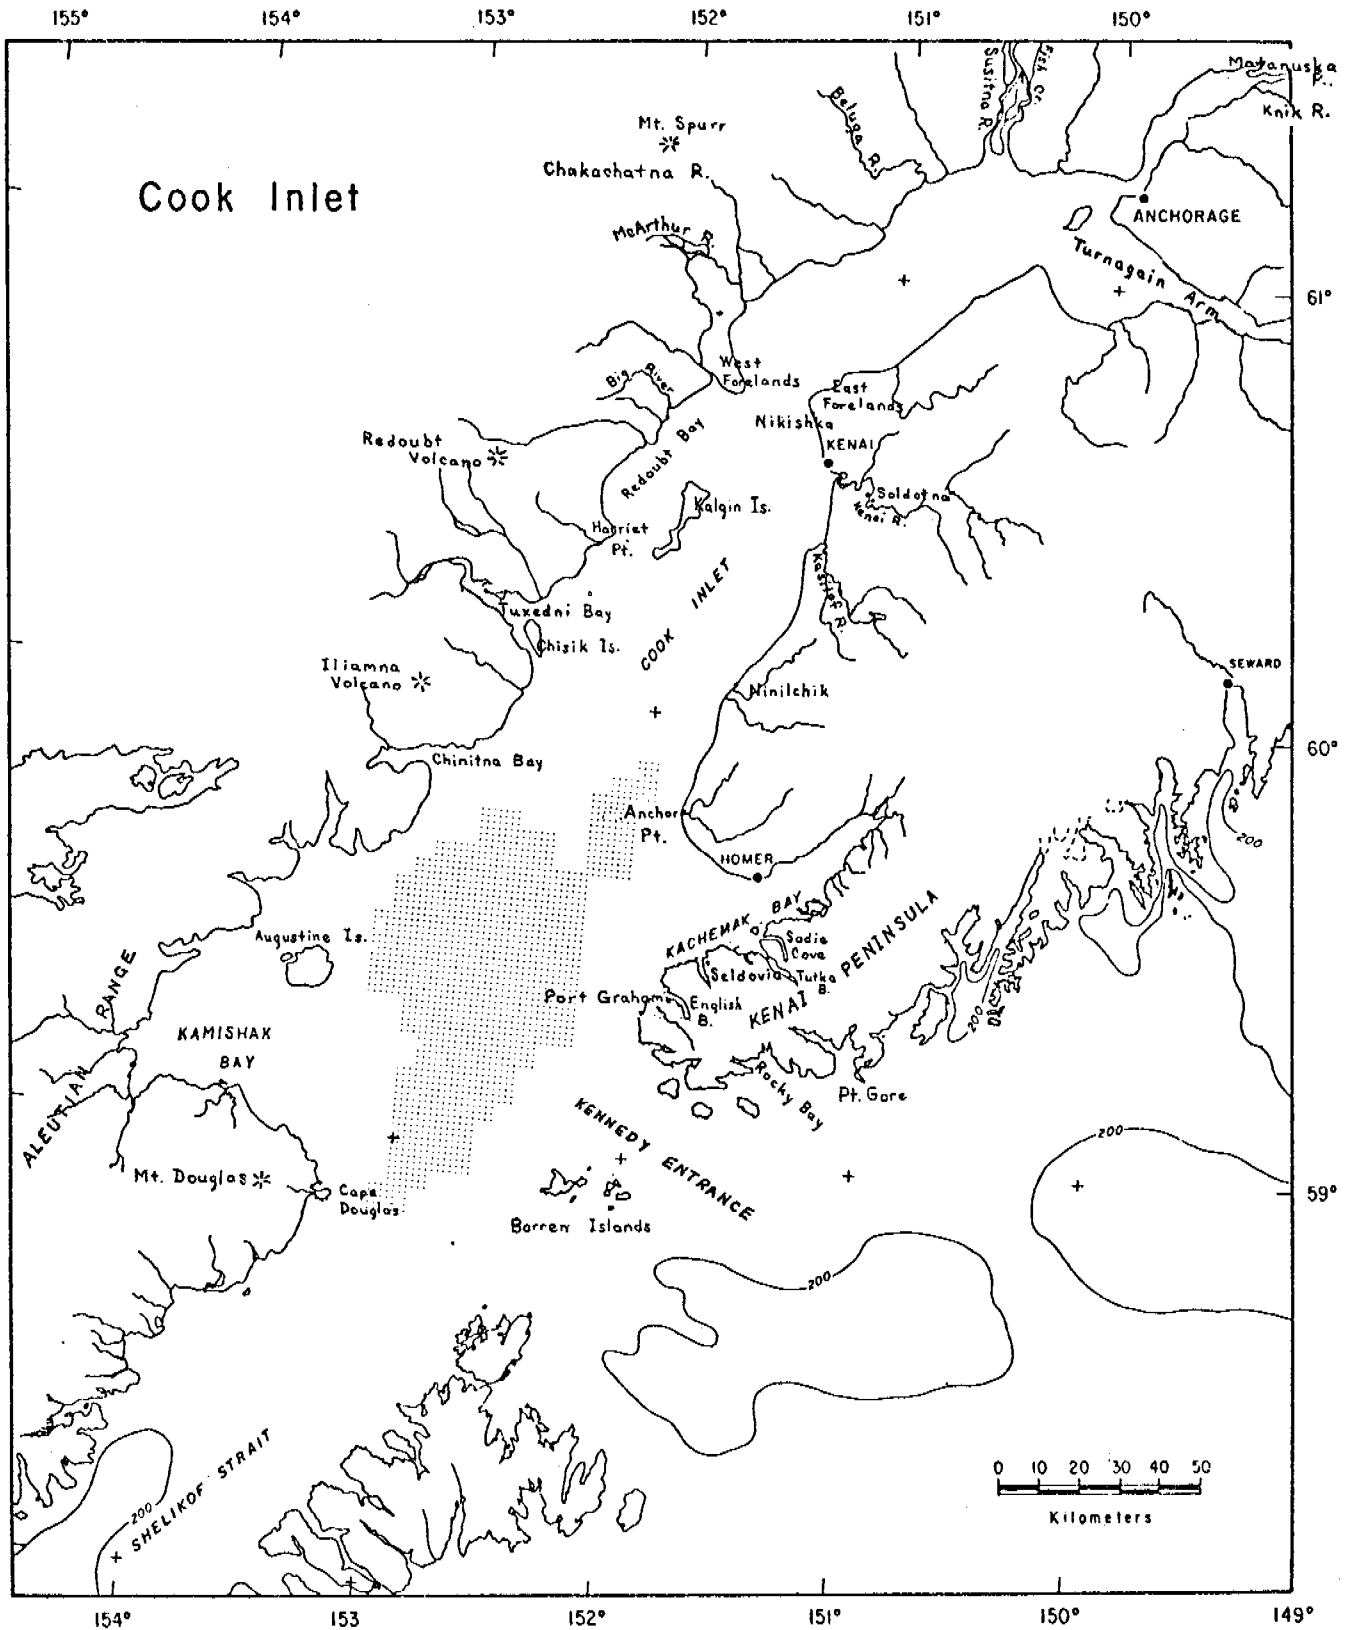 155° 154° 153° 152° 151° 150°
Matanuska
R.
Knik R.
Susitna R.
Fish Cr.
Beluga R.
Mt. Spurr
Chakachatna R.
Cook Inlet
McArthur R.
ANCHORAGE
Turnagain Arm
61°
West
Forelands
Big River
East
Forelands
Nikishka
KENAI
Redoubt Bay
Redoubt
Volcano
Soldotna
Kenai R.
Kalgin Is.
Harriet
Pt.
COOK INLET
Kasilof R.
Tuxedni Bay
Chisik Is.
Iliamna
Volcano
SEWARD
Ninilchik
60°
Chinitna Bay
Anchor
Pt.
HOMER
200
KACHEMAK BAY
Augustine Is.
Sadie
Cove
Seldovia
Tutka
B.
KENAI PENINSULA
Port Graham
English
B.
200
ALEUTIAN RANGE
KAMISHAK
BAY
Rocky Bay
Pt. Gore
KENNEDY ENTRANCE
200
Mt. Douglas
Cape
Douglas
59°
Barren Islands
200
SHELIKOF STRAIT
200
0 10 20 30 40 50
Kilometers
154° 153 152° 151° 150° 149°